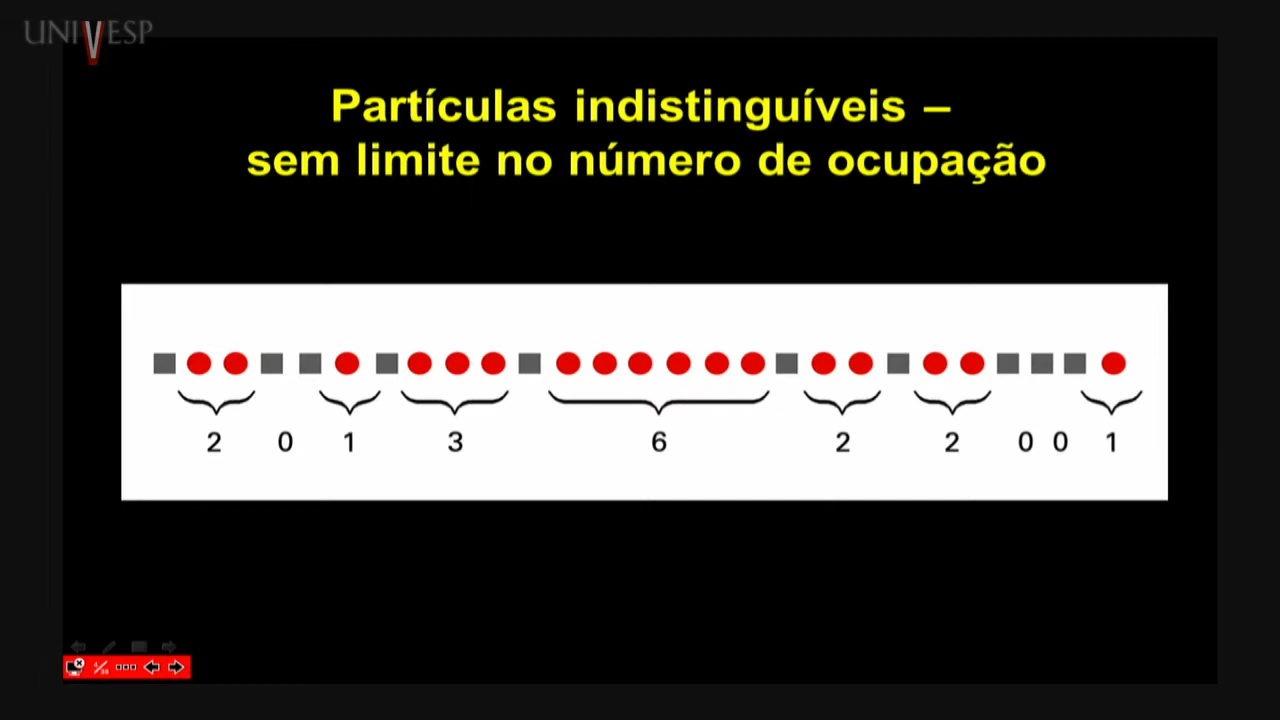 UNIVESP
Partículas indistinguíveis –
sem limite no número de ocupação
2 0 1 3 6 2 2 0 0 1